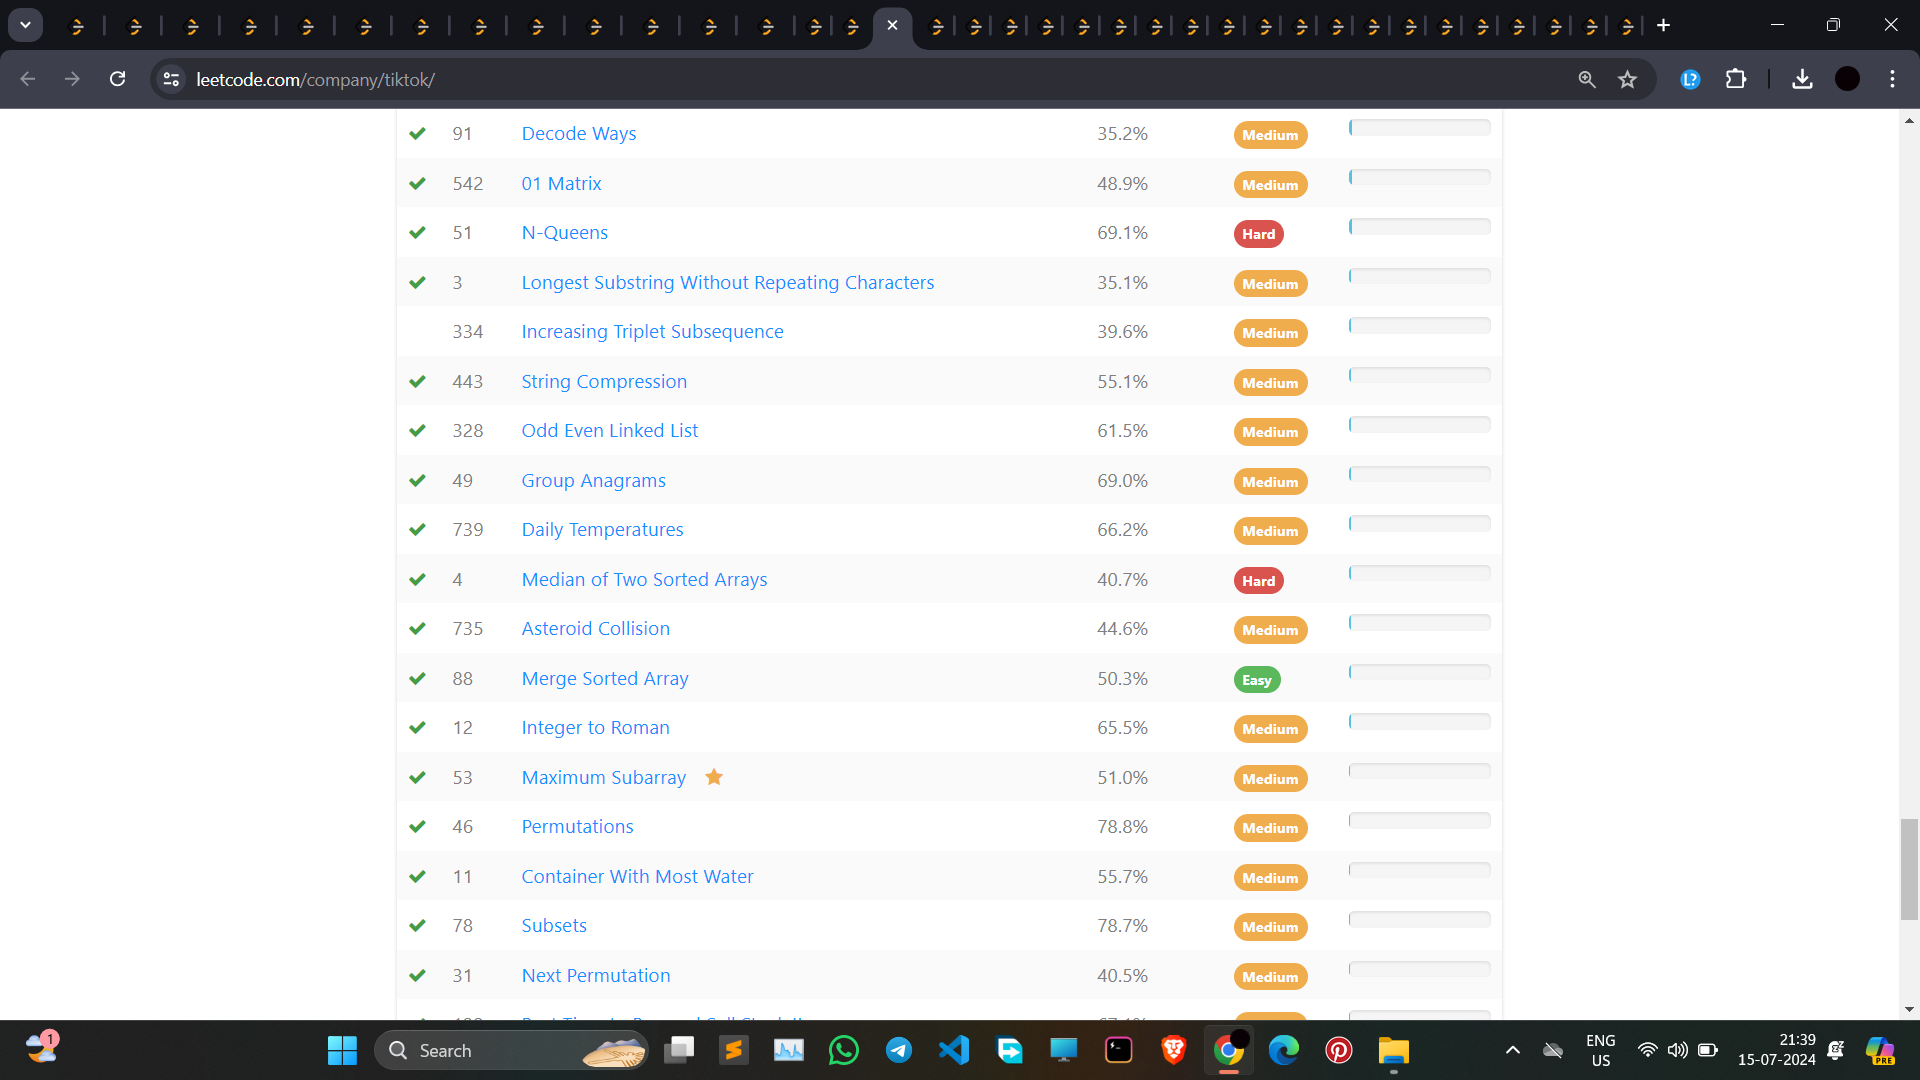 leetcode.com/company/tiktok/
91 Decode Ways 35.2% Medium
542 01 Matrix 48.9% Medium
51 N-Queens 69.1% Hard
3 Longest Substring Without Repeating Characters 35.1% Medium
334 Increasing Triplet Subsequence 39.6% Medium
443 String Compression 55.1% Medium
328 Odd Even Linked List 61.5% Medium
49 Group Anagrams 69.0% Medium
739 Daily Temperatures 66.2% Medium
4 Median of Two Sorted Arrays 40.7% Hard
735 Asteroid Collision 44.6% Medium
88 Merge Sorted Array 50.3% Easy
12 Integer to Roman 65.5% Medium
53 Maximum Subarray 51.0% Medium
46 Permutations 78.8% Medium
11 Container With Most Water 55.7% Medium
78 Subsets 78.7% Medium
31 Next Permutation 40.5% Medium
1
Search
ENG
US
21:39
15-07-2024
PRE